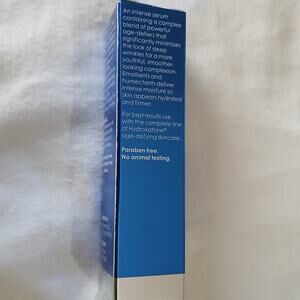 An intense serum
containing a complex
blend of powerful
age-defiers that
significantly minimizes
the look of deep
wrinkles for a more
youthful, smoother-
looking complexion.
Emollients and
humectants deliver
intense moisture so
skin appears hydrated
and firmer.
For best results use
with the complete line
of Hydroxatone®
age-defying skincare.
Paraben free.
No animal testing.